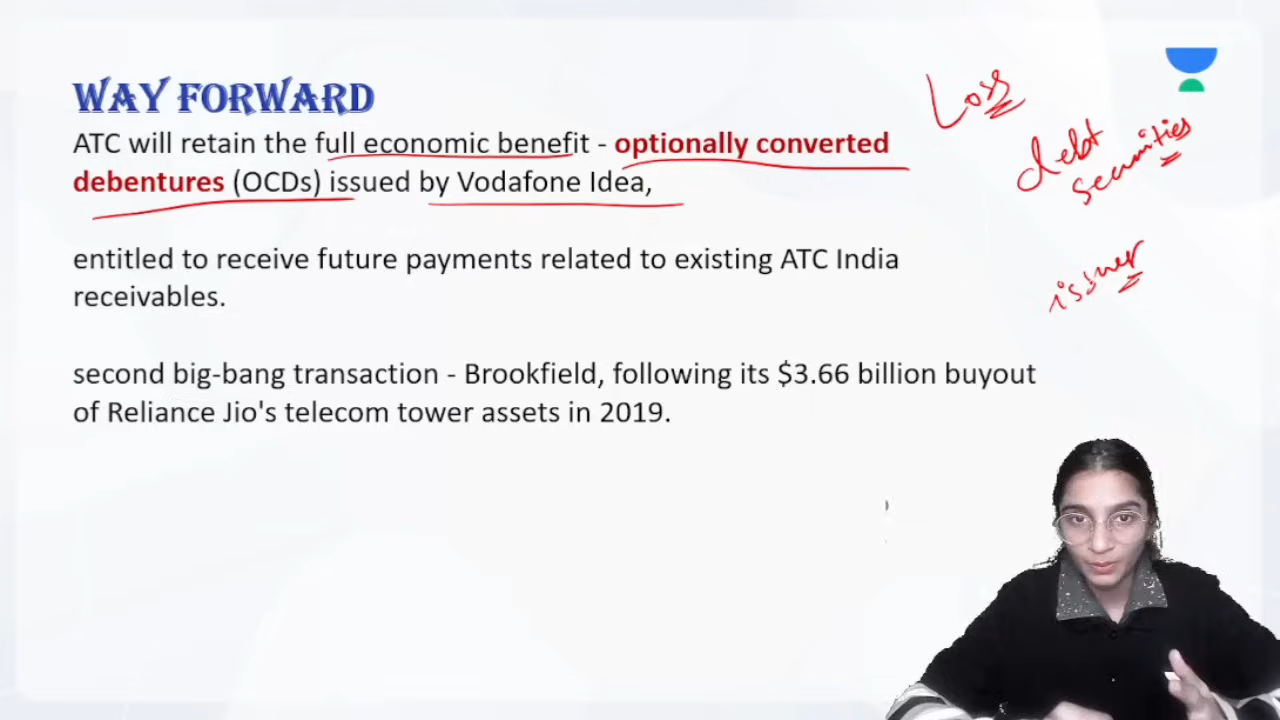 WAY FORWARD
ATC will retain the full economic benefit - optionally converted
debentures (OCDs) issued by Vodafone Idea,
entitled to receive future payments related to existing ATC India
receivables.
second big-bang transaction - Brookfield, following its $3.66 billion buyout
of Reliance Jio's telecom tower assets in 2019.
Loss
debt
securities
issuer